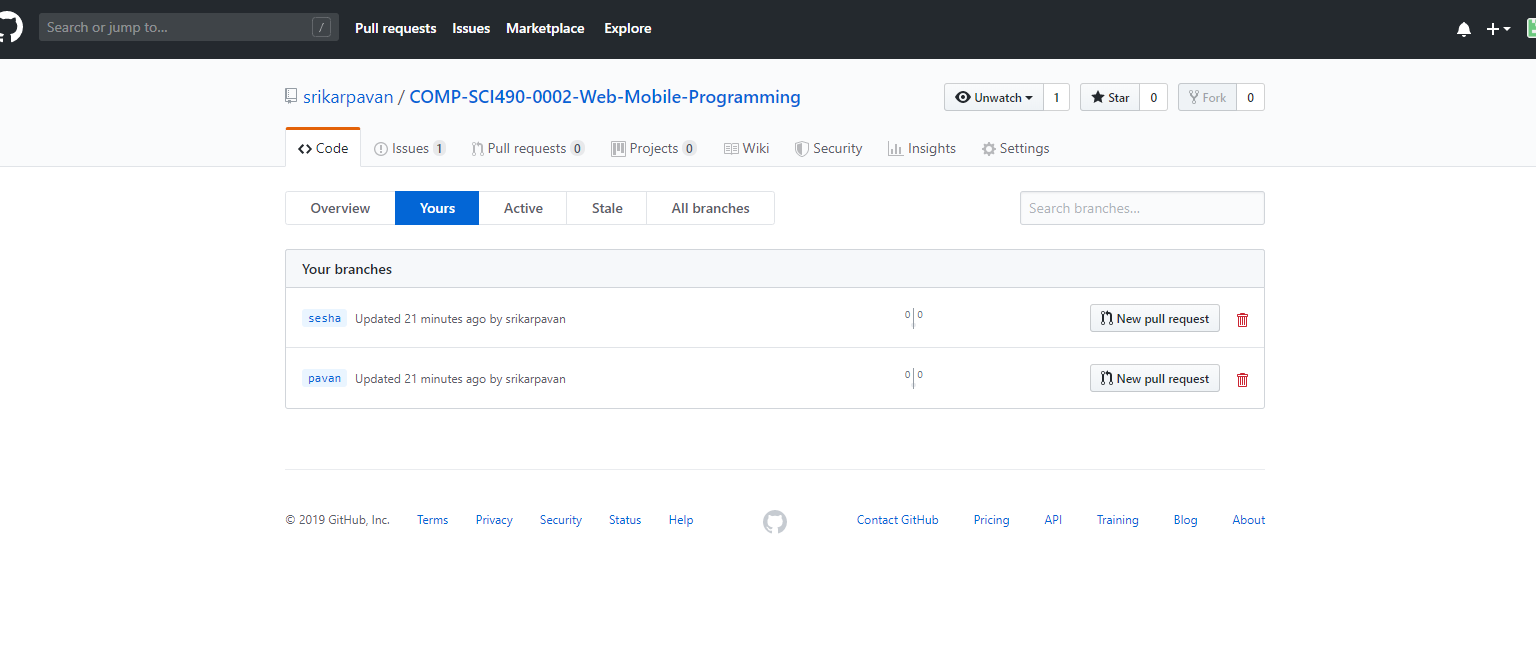 Search or jump to... /
Pull requests Issues Marketplace Explore
srikarpavan / COMP-SCI490-0002-Web-Mobile-Programming
Unwatch 1 Star 0 Fork 0
Code Issues 1 Pull requests 0 Projects 0 Wiki Security Insights Settings
Overview Yours Active Stale All branches Search branches...
Your branches
sesha Updated 21 minutes ago by srikarpavan 0 0 New pull request
pavan Updated 21 minutes ago by srikarpavan 0 0 New pull request
© 2019 GitHub, Inc. Terms Privacy Security Status Help Contact GitHub Pricing API Training Blog About